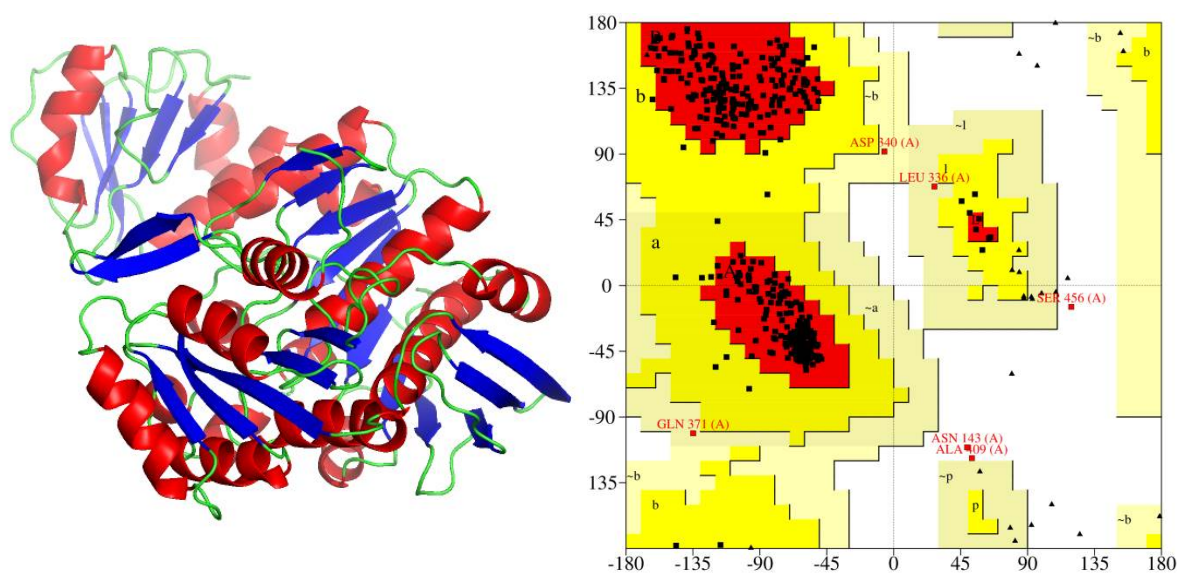 180
~b
b
135
b
~b
~l
ASP 340 (A)
90
l
LEU 336 (A)
45
a
A
0
SER 456 (A)
~a
-45
-90
GLN 371 (A)
ASN 143 (A)
ALA (A)
~b
~p
-135
b
p
~b
-180 -135 -90 -45 0 45 90 135 180